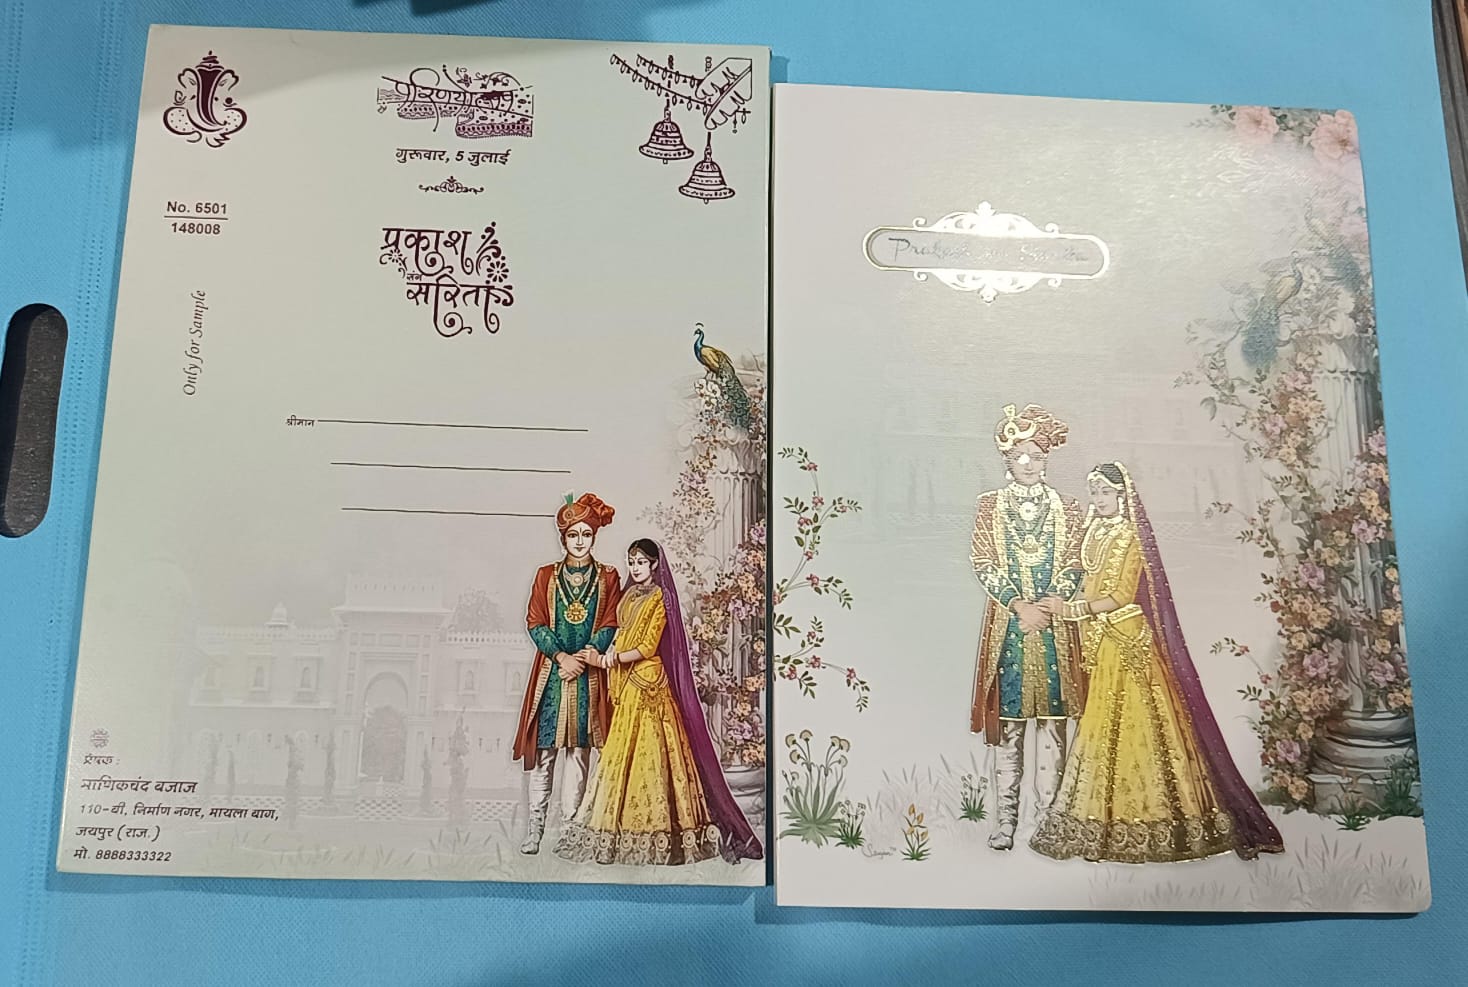 परिणयोत्सव
गुरूवार, 5 जुलाई
No. 6501
148008
प्रकाश
संग
सरिता
Only for Sample
श्रीमान
प्रेषक :
माणिकचंद बजाज
110-बी, निर्माण नगर, मायला बाग,
जयपुर (राज.)
मो. 8888333322